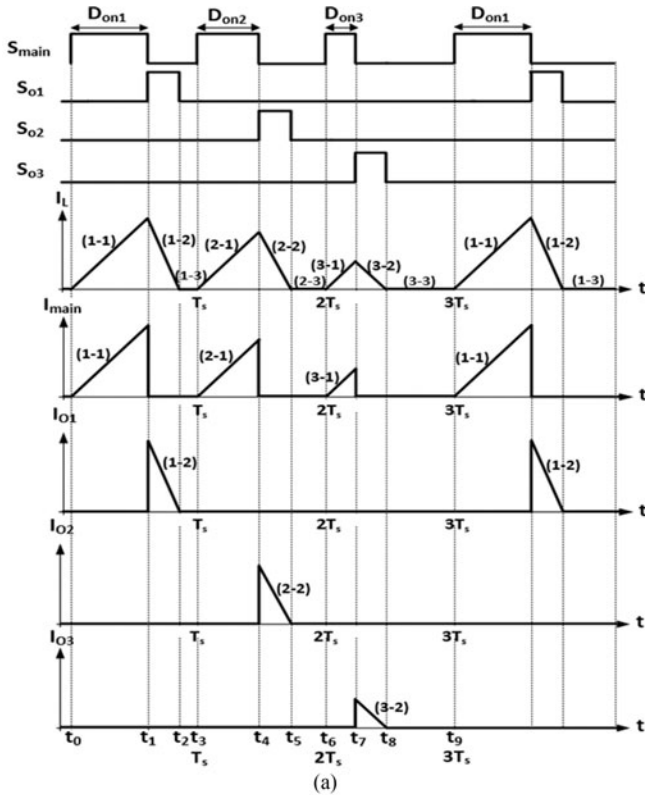 Don1 Don2 Don3 Don1
Smain
So1
So2
So3
IL
(1-1) (1-2) (1-3) (2-1) (2-2) (2-3) (3-1) (3-2) (3-3) (1-1) (1-2) (1-3) t
Ts 2Ts 3Ts
Imain
(1-1) (2-1) (3-1) (1-1) t
Ts 2Ts 3Ts
IO1
(1-2) (1-2) t
Ts 2Ts 3Ts
IO2
(2-2) t
Ts 2Ts 3Ts
IO3
(3-2) t
t0 t1 t2 t3 t4 t5 t6 t7 t8 t9
Ts 2Ts 3Ts
(a)